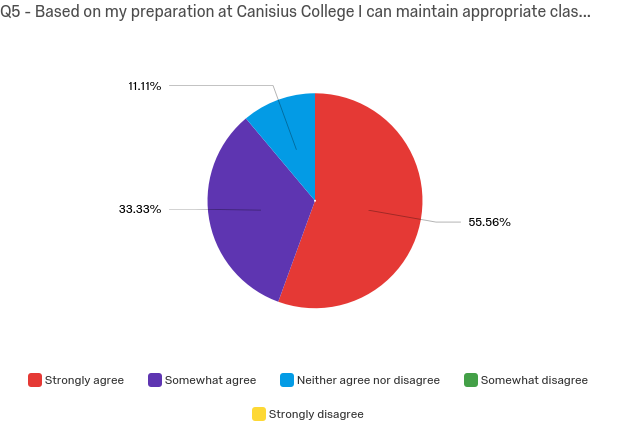 Q5 - Based on my preparation at Canisius College I can maintain appropriate clas...
11.11%
33.33%
55.56%
Strongly agree Somewhat agree Neither agree nor disagree Somewhat disagree
Strongly disagree